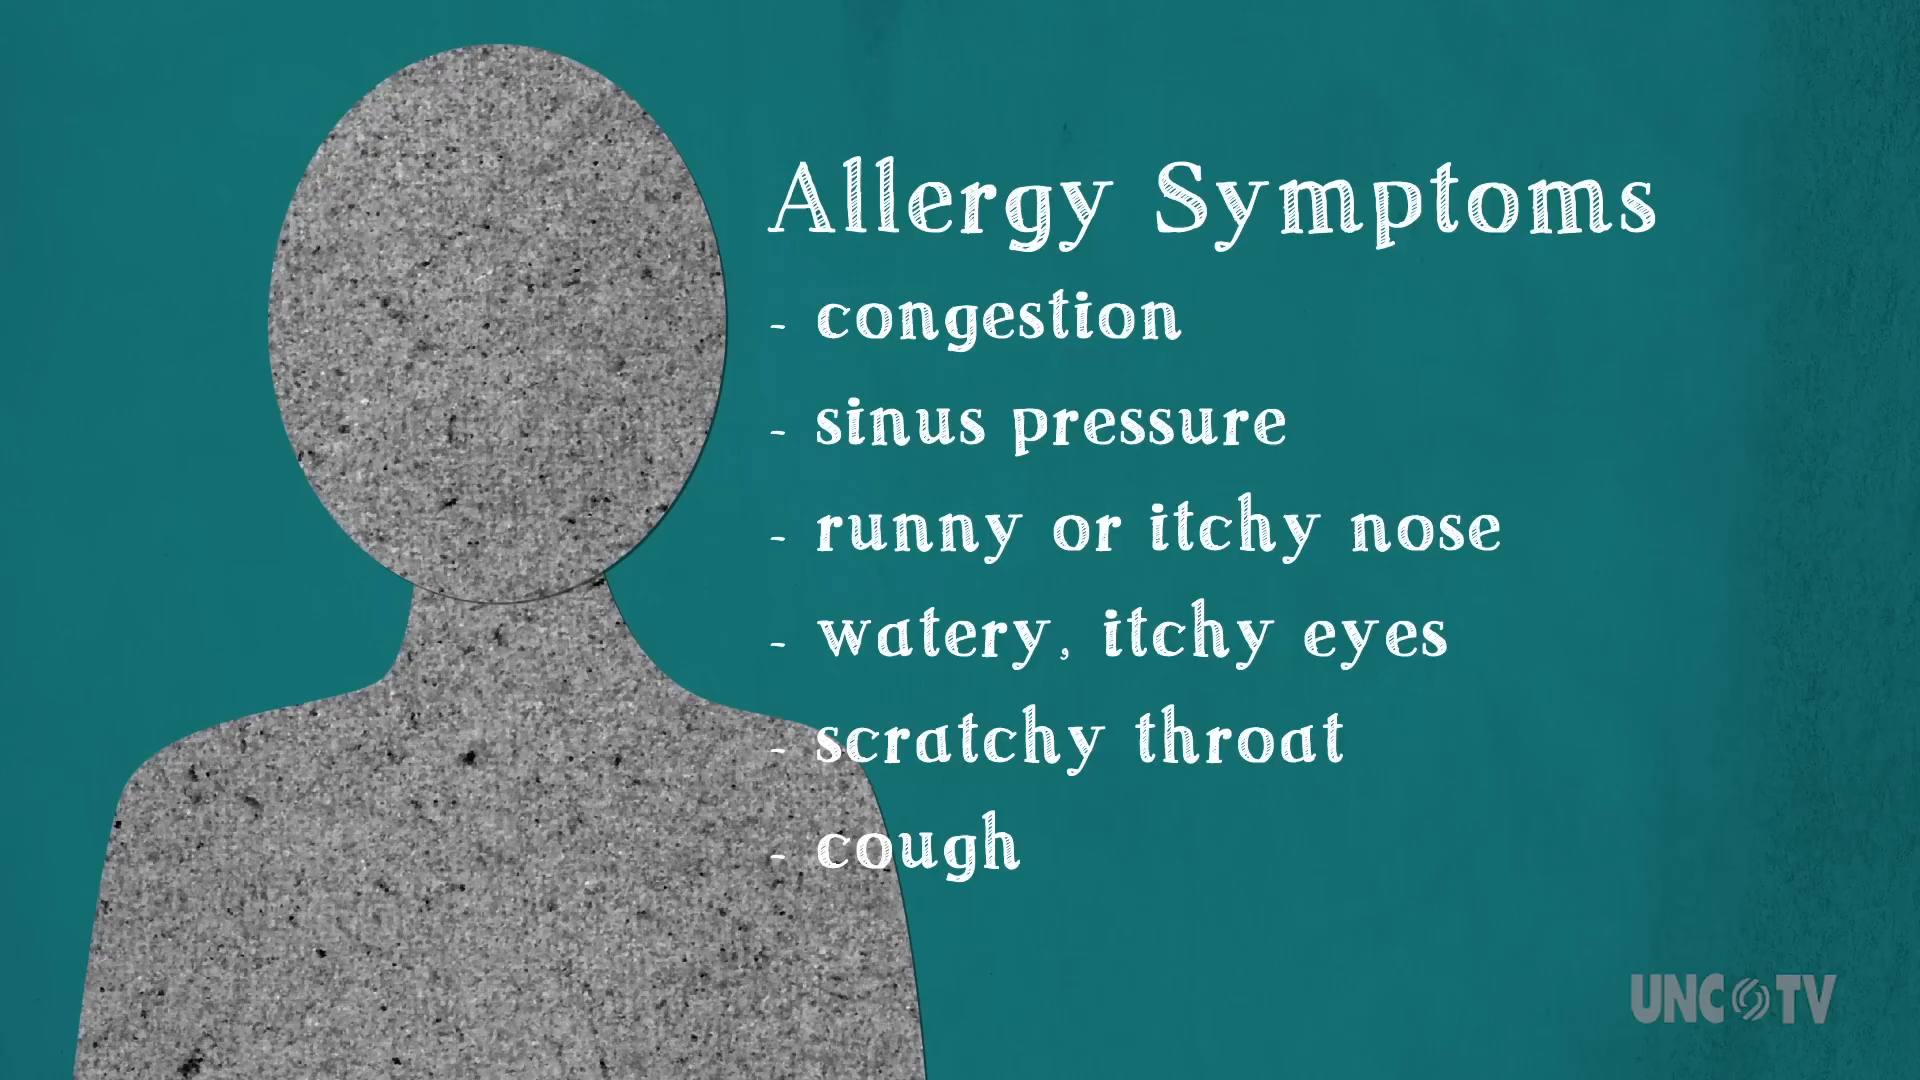 Allergy Symptoms
- congestion
- sinus pressure
- runny or itchy nose
- watery, itchy eyes
- scratchy throat
- cough
UNC TV